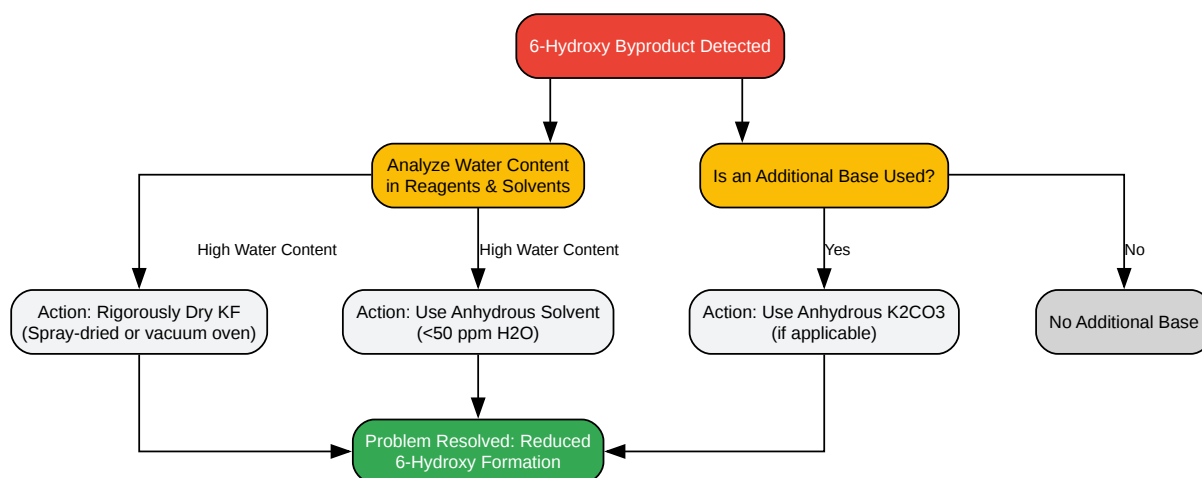 6-Hydroxy Byproduct Detected
Analyze Water Content
in Reagents & Solvents
Is an Additional Base Used?
High Water Content
High Water Content
Yes
No
Action: Rigorously Dry KF
(Spray-dried or vacuum oven)
Action: Use Anhydrous Solvent
(<50 ppm H2O)
Action: Use Anhydrous K2CO3
(if applicable)
No Additional Base
Problem Resolved: Reduced
6-Hydroxy Formation